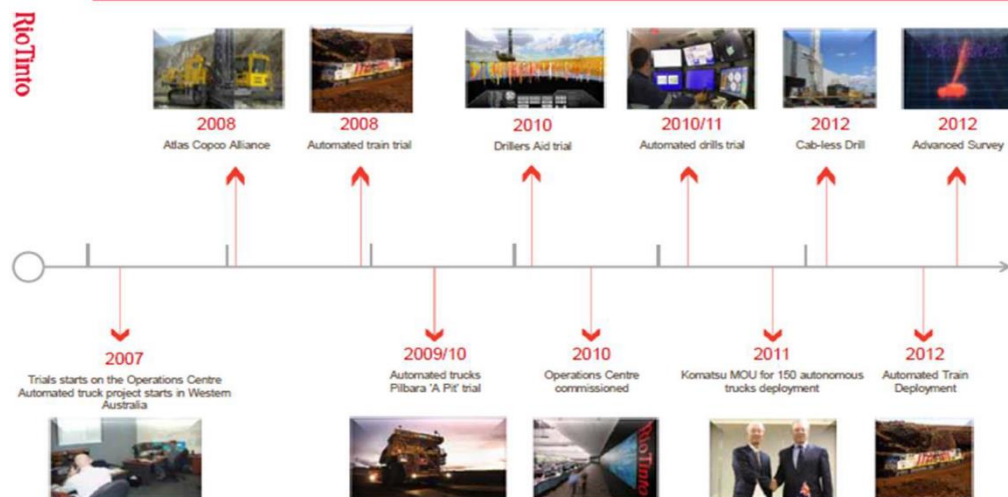 RioTinto
2008
Atlas Copco Alliance
2008
Automated train trial
2010
Drillers Aid trial
2010/11
Automated drills trial
2012
Cab-less Drill
2012
Advanced Survey
2007
Trials starts on the Operations Centre
Automated truck project starts in Western
Australia
2009/10
Automated trucks
Pilbara 'A Pit' trial
2010
Operations Centre
commissioned
2011
Komatsu MOU for 150 autonomous
trucks deployment
2012
Automated Train
Deployment
RioTinto